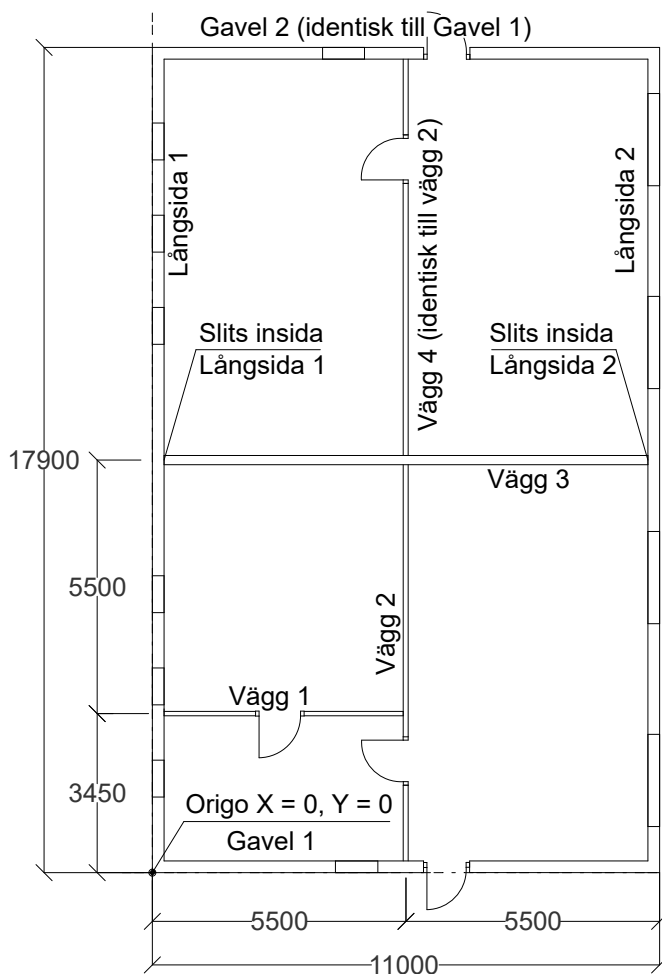 Gavel 2 (identisk till Gavel 1)
Långsida 1
Vägg 4 (identisk till vägg 2)
Långsida 2
Slits insida
Långsida 1
Slits insida
Långsida 2
17900
Vägg 3
5500
Vägg 2
Vägg 1
3450
Origo X = 0, Y = 0
Gavel 1
5500
5500
11000